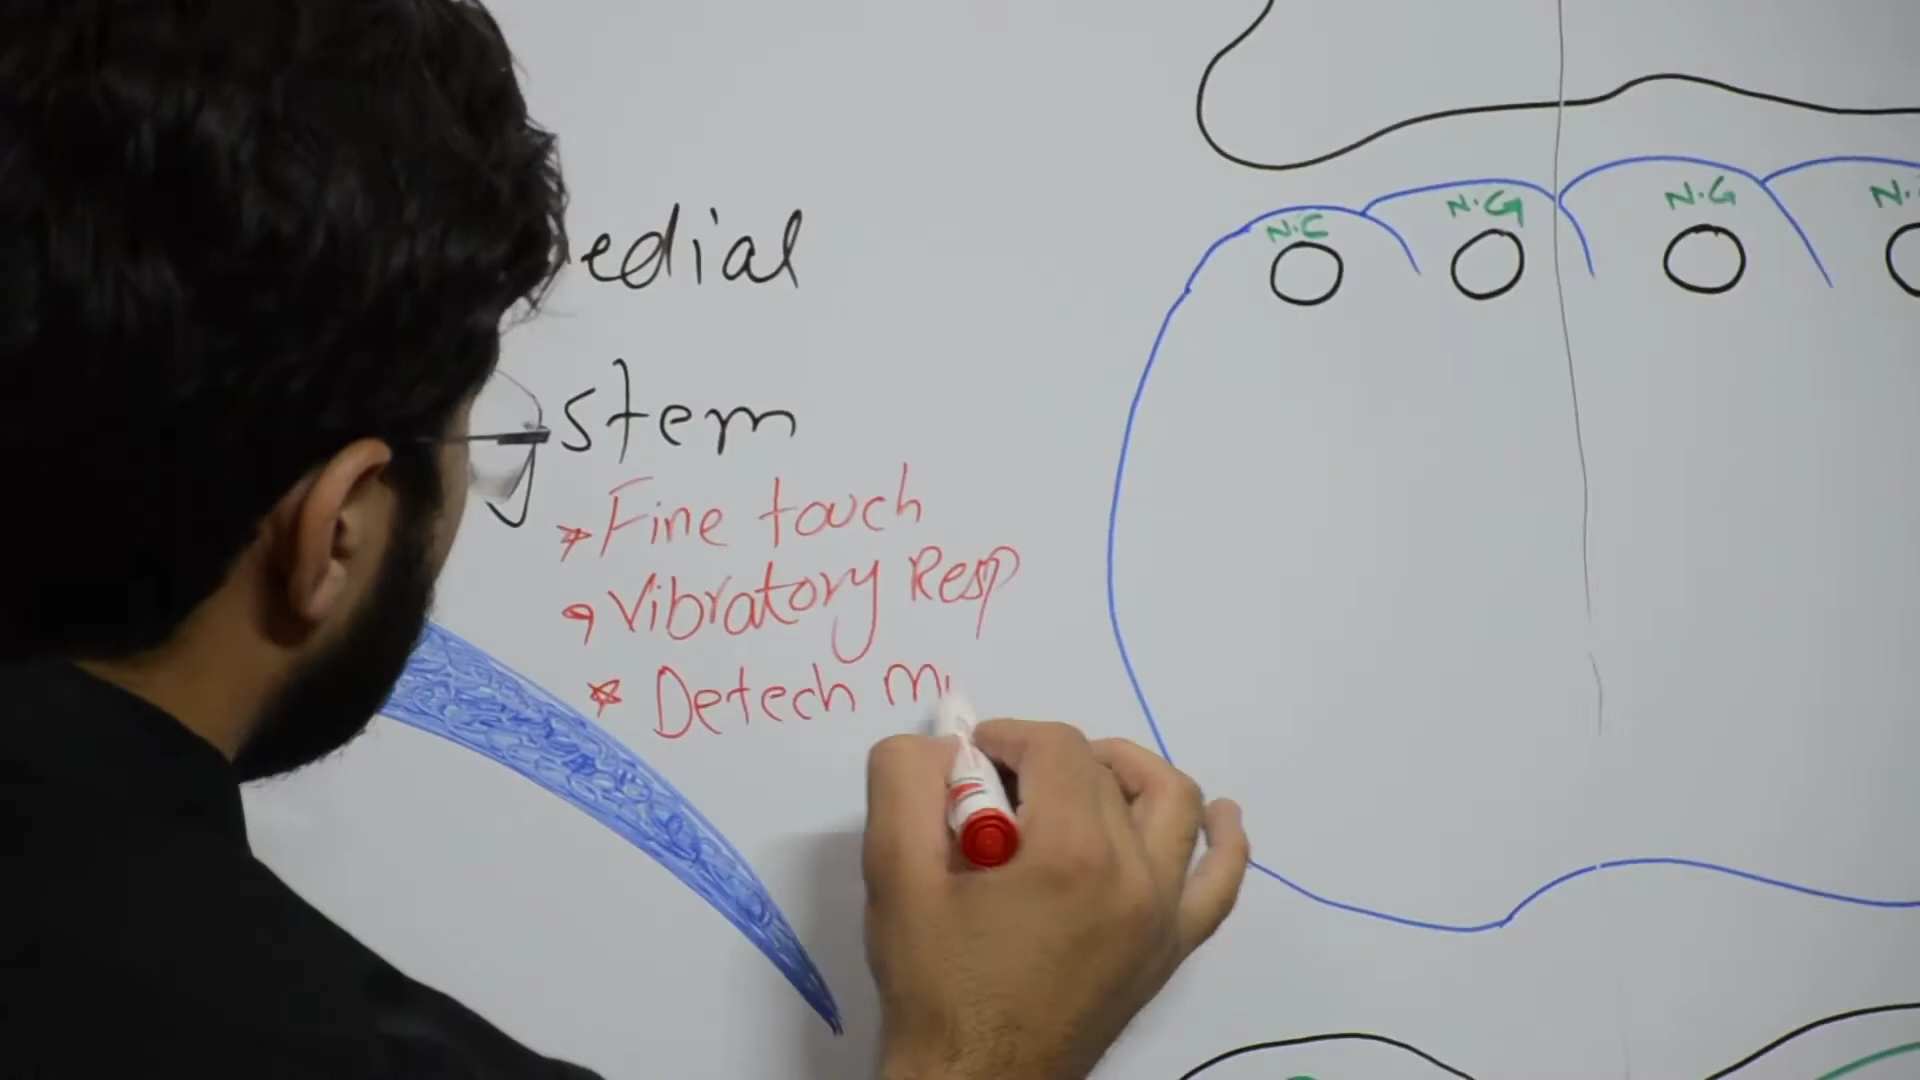 edial
stem
Fine touch
Vibratory Resp
Detech
N.C
N.G
N.G
N.